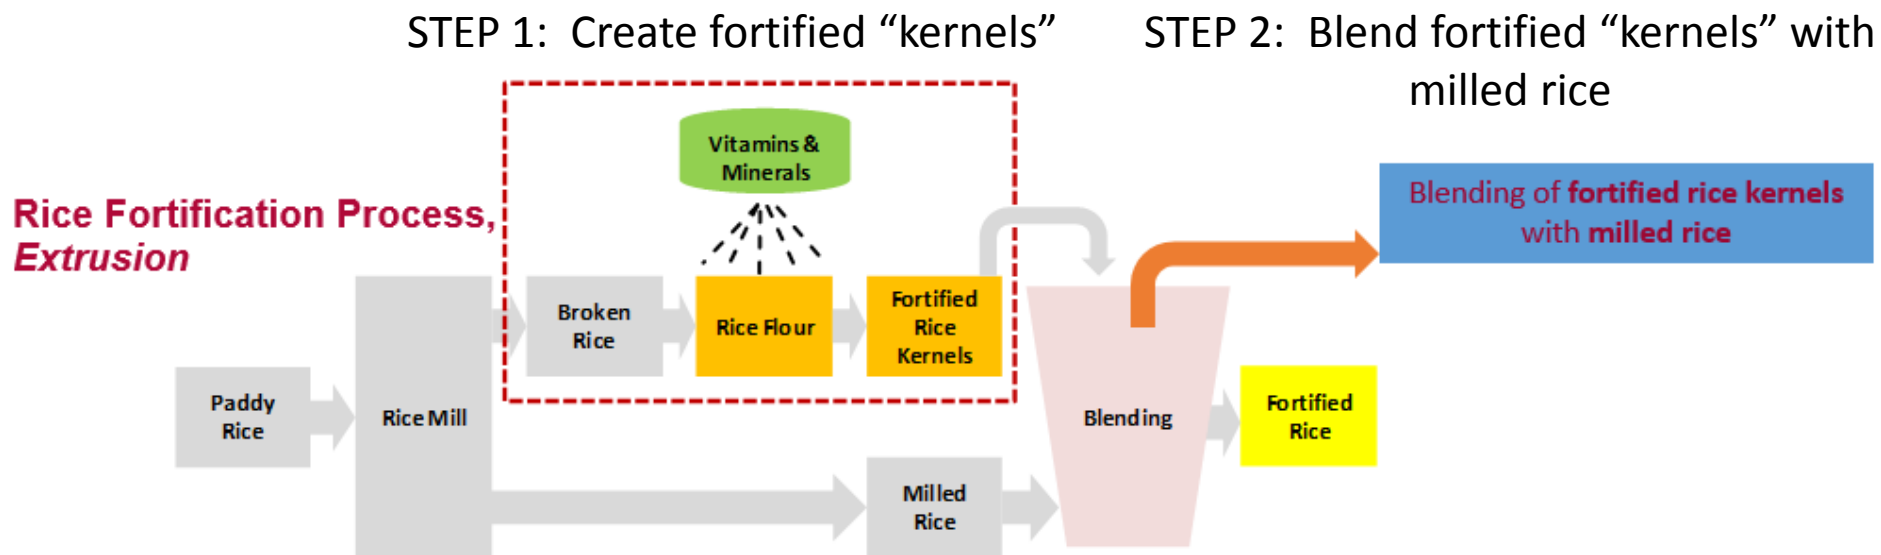 STEP 1:  Create fortified “kernels”
STEP 2:  Blend fortified “kernels” with
milled rice
Rice Fortification Process,
Extrusion
Vitamins &
Minerals
Blending of fortified rice kernels
with milled rice
Paddy
Rice
Rice Mill
Broken
Rice
Rice Flour
Fortified
Rice
Kernels
Milled
Rice
Blending
Fortified
Rice